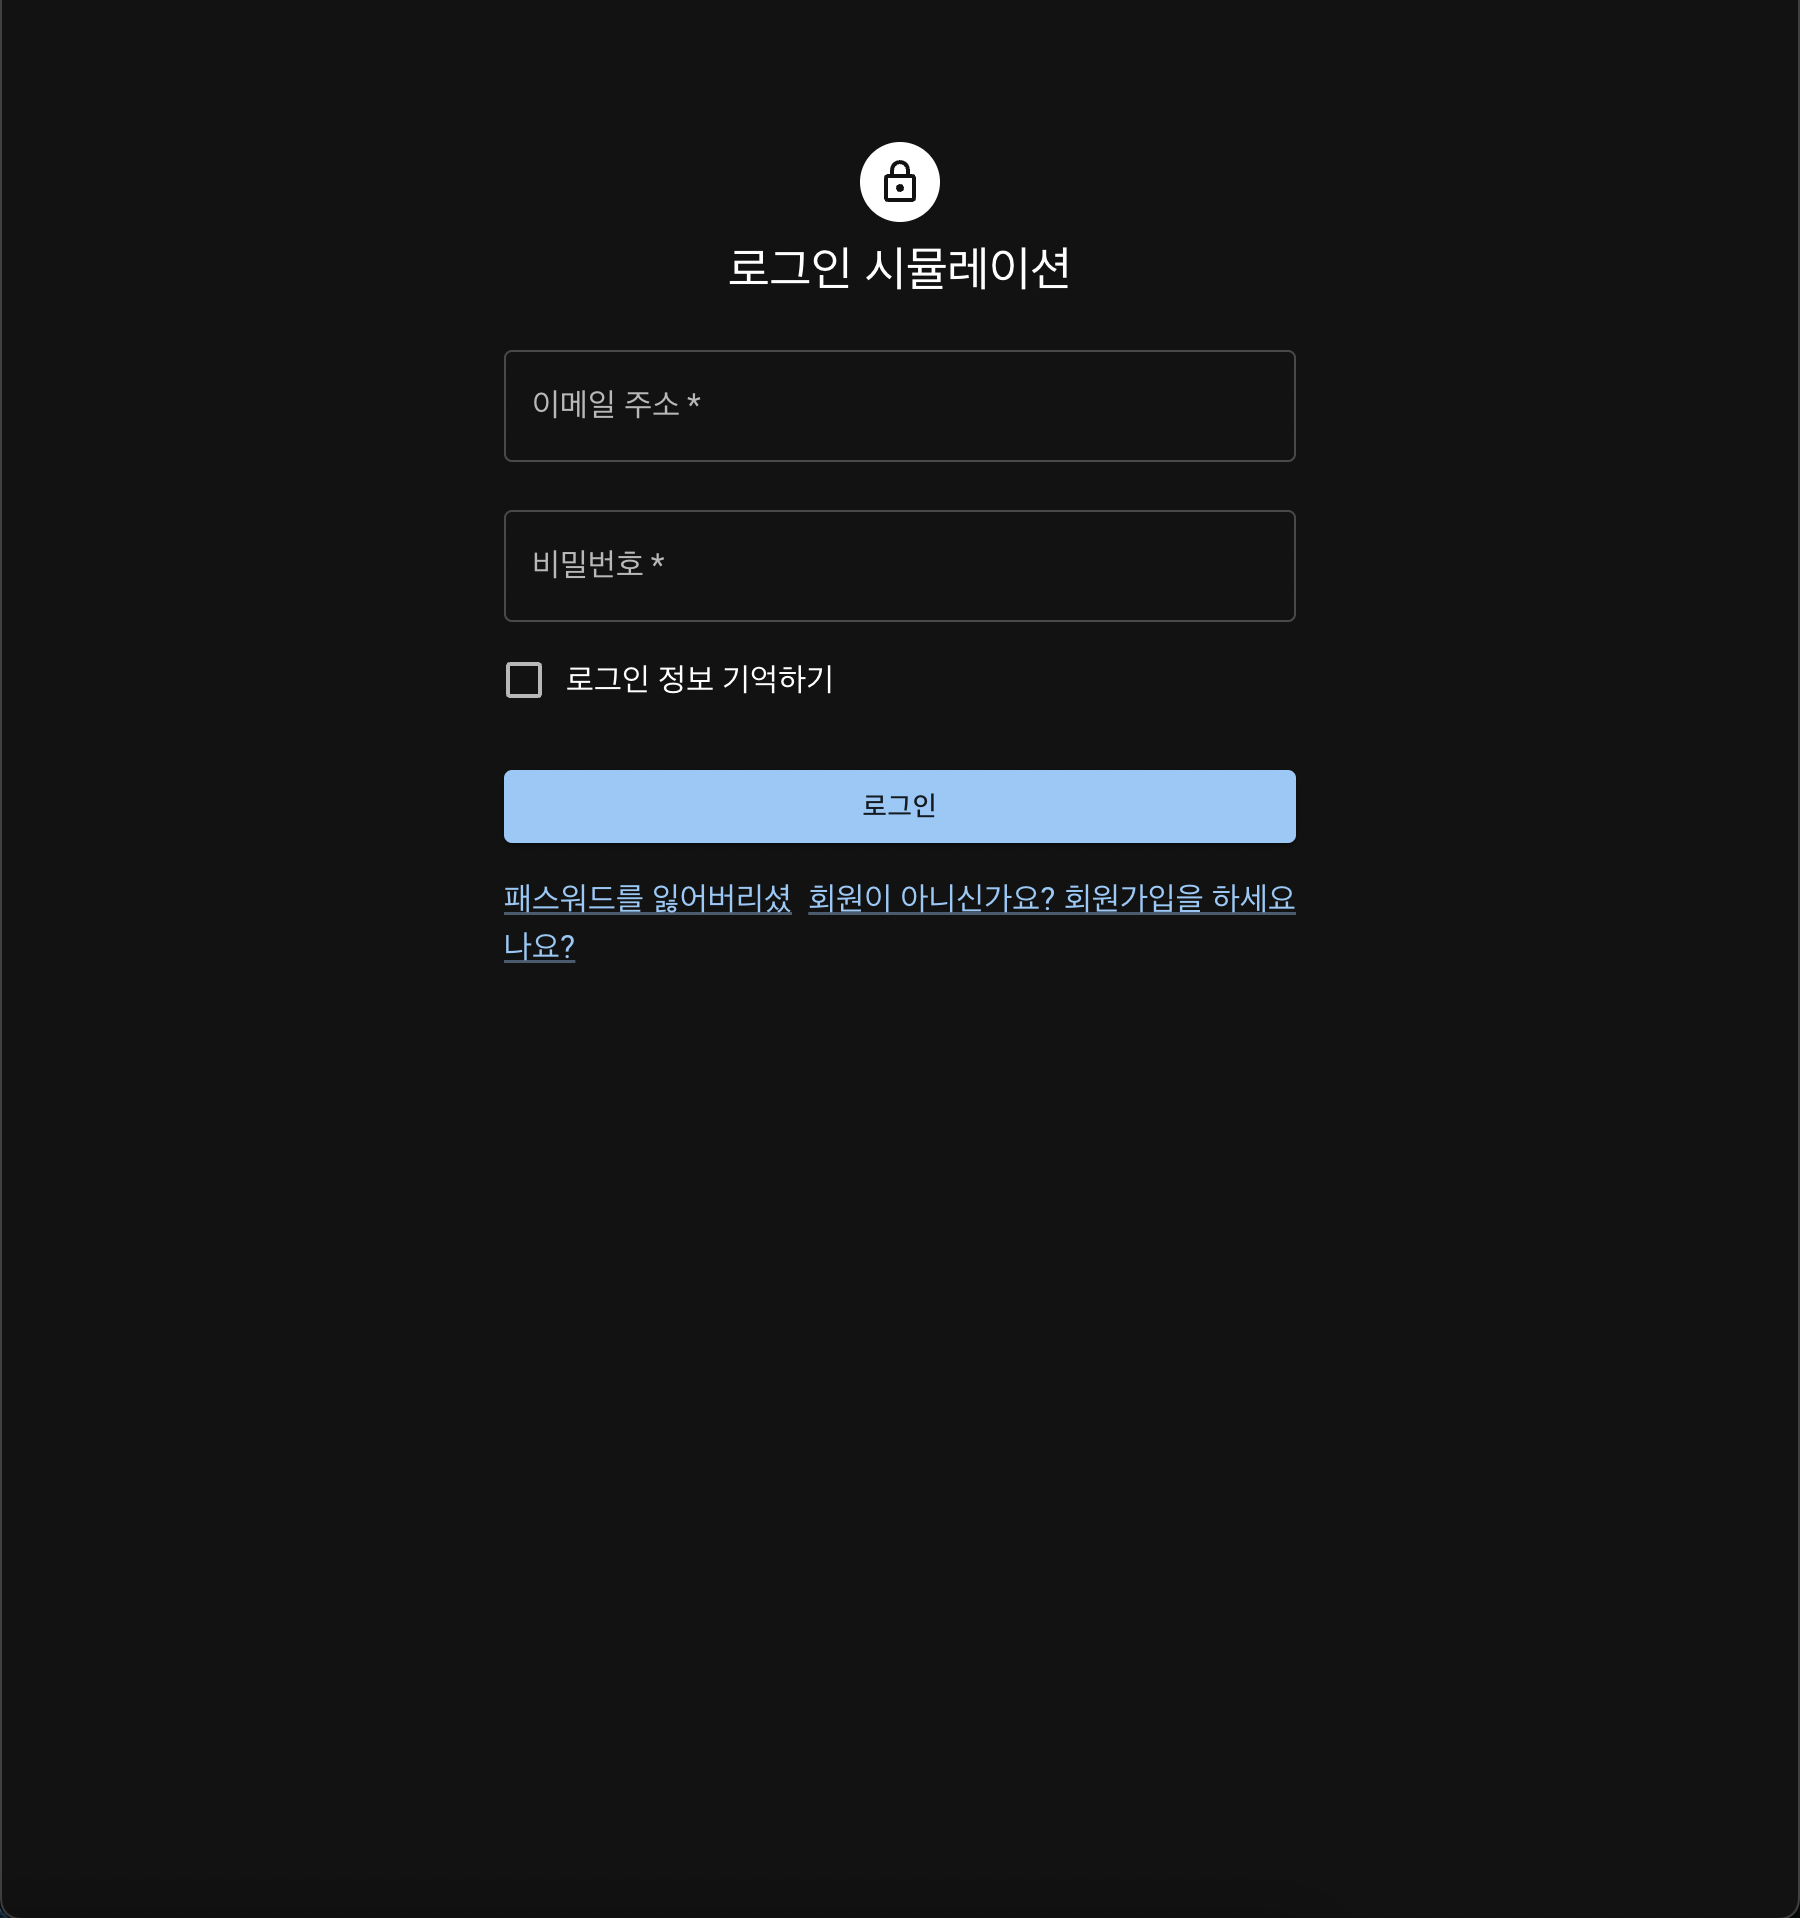 로그인 시뮬레이션
이메일 주소 *
비밀번호 *
로그인 정보 기억하기
로그인
패스워드를 잃어버리셨
나요?
회원이 아니신가요? 회원가입을 하세요